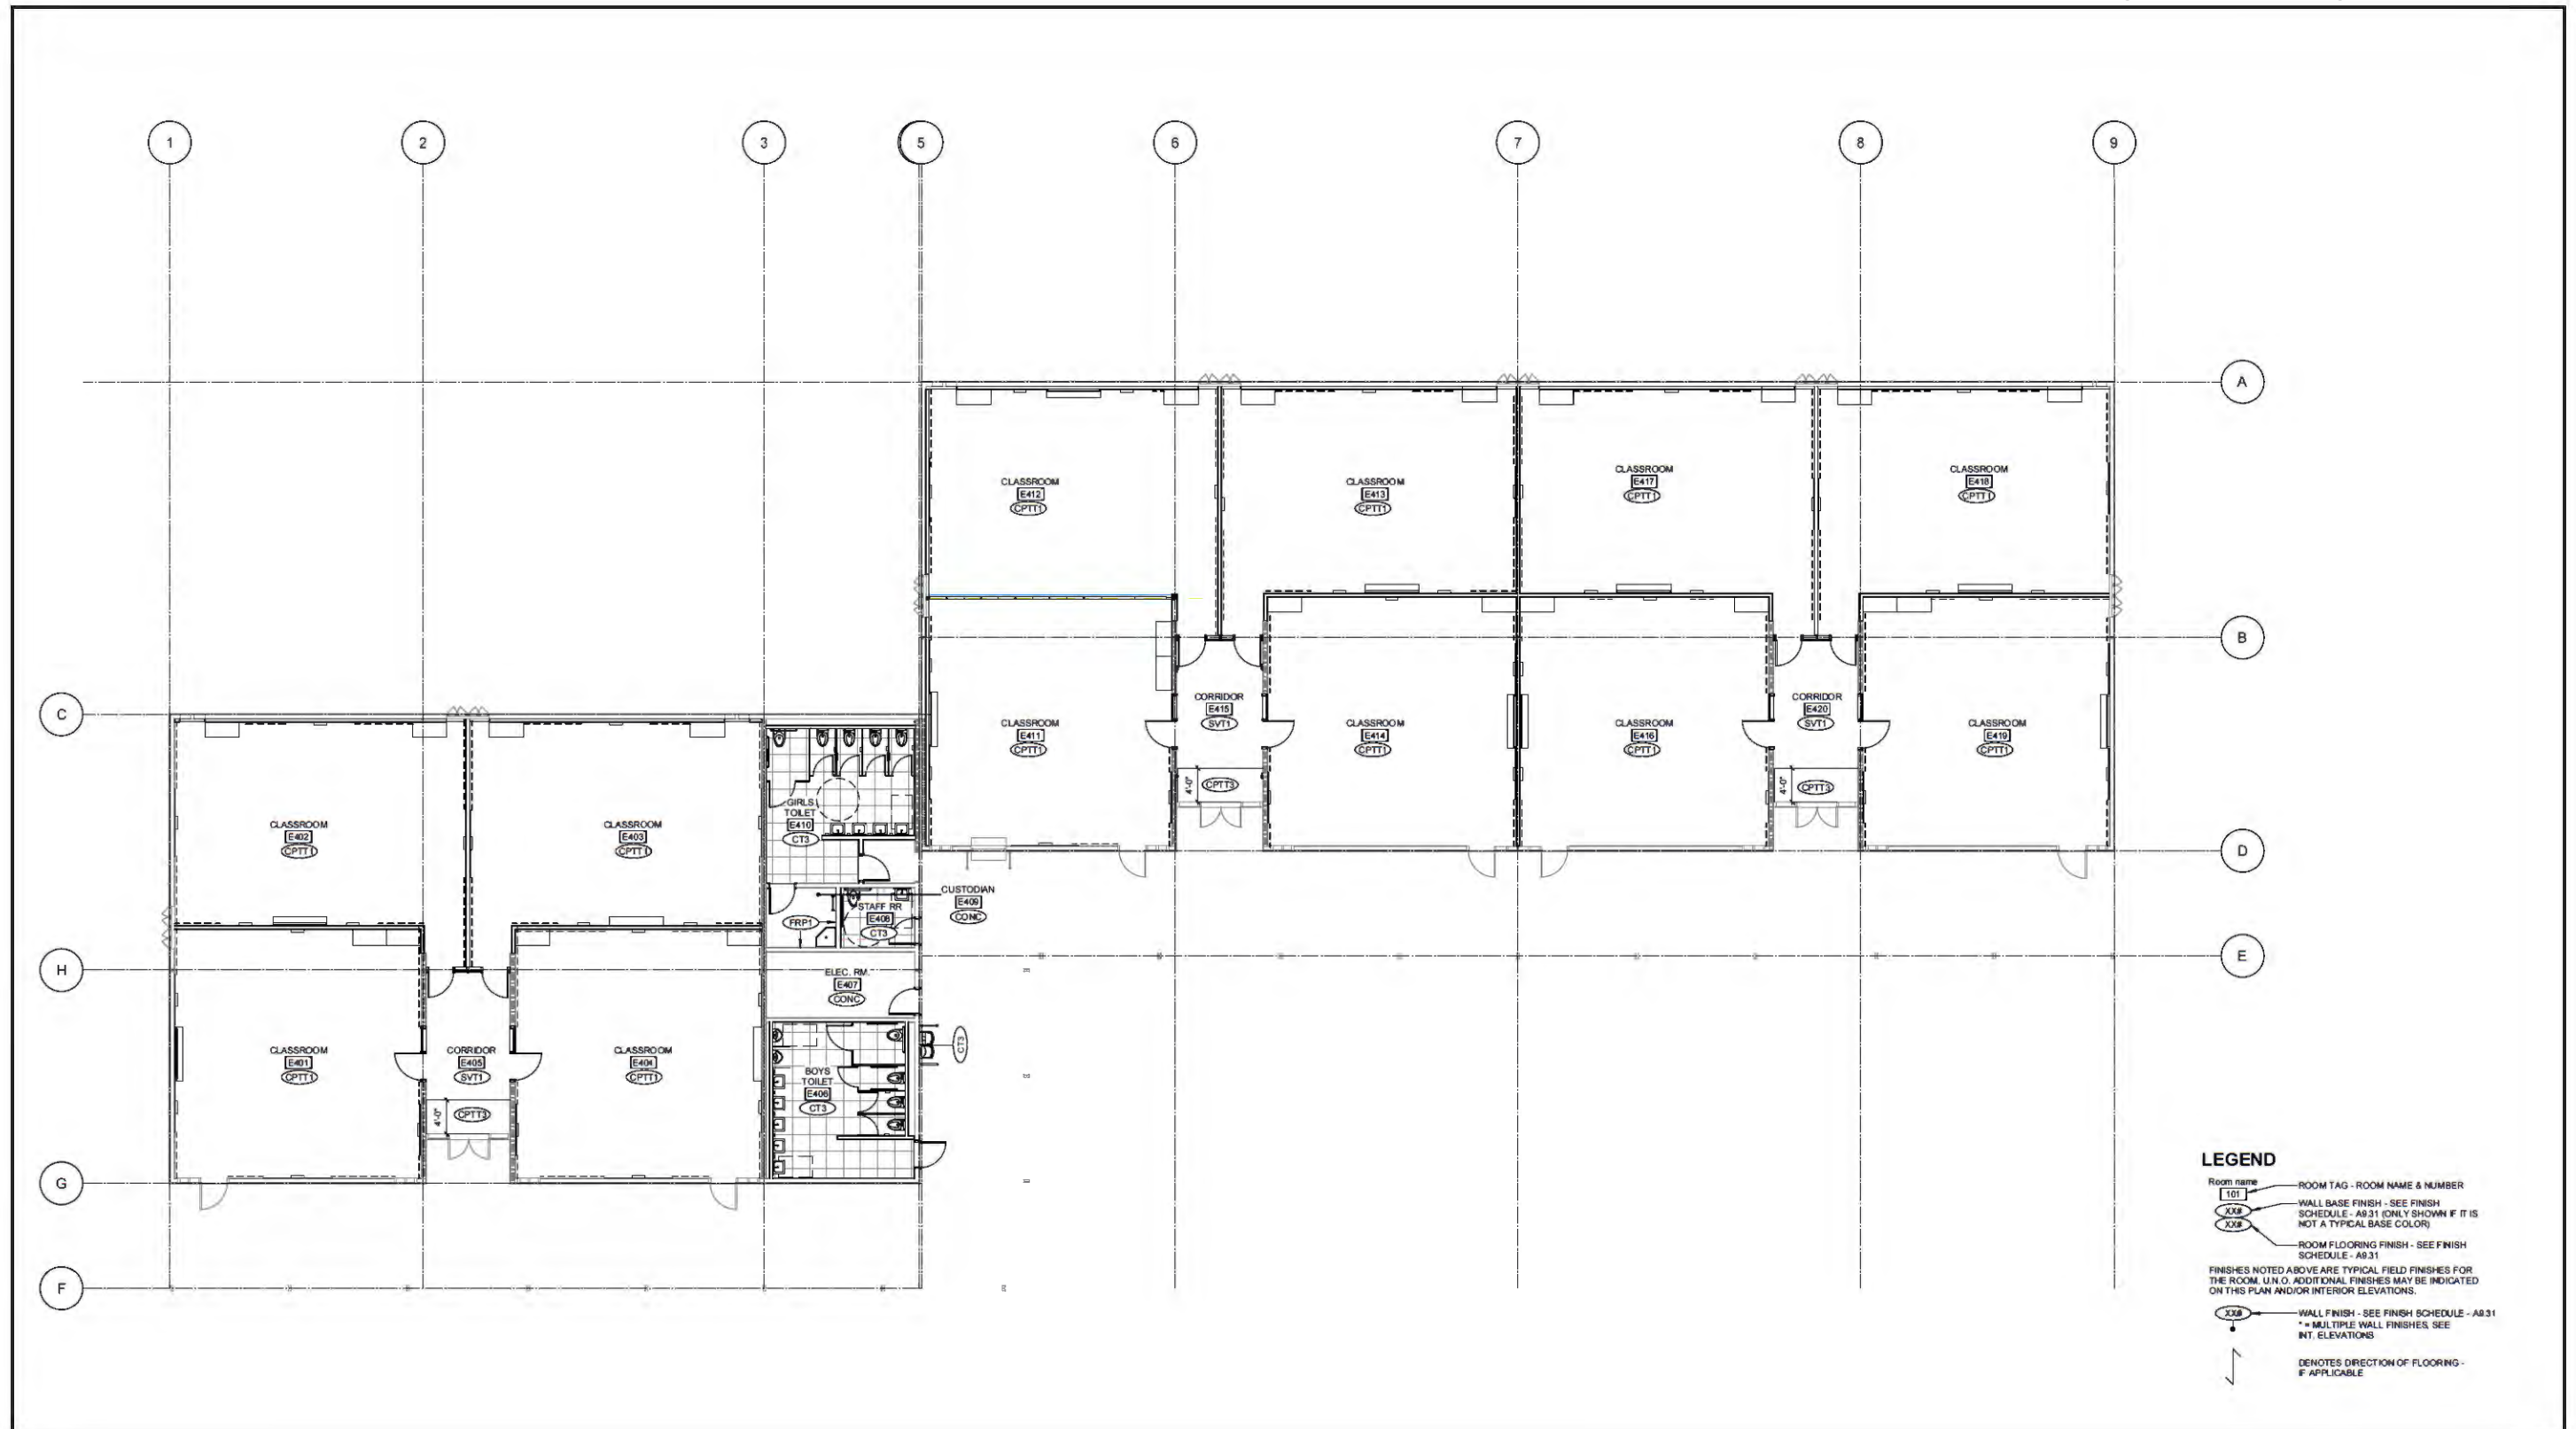 1
2
3
5
6
7
8
9
A
B
C
D
H
E
G
F
CLASSROOM
E412
CPTT1
CLASSROOM
E413
CPTT1
CLASSROOM
E417
CPTT1
CLASSROOM
E418
CPTT1
CLASSROOM
E411
CPTT1
CORRIDOR
E415
SVT1
4'-0"
CPTT3
CLASSROOM
E414
CPTT1
CLASSROOM
E416
CPTT1
CORRIDOR
E420
SVT1
4'-0"
CPTT3
CLASSROOM
E419
CPTT1
CLASSROOM
E402
CPTT1
CLASSROOM
E403
CPTT1
GIRLS
TOILET
E410
CT3
CUSTODIAN
E409
CONC
STAFF RR
E408
CT3
FRP1
ELEC. RM.
E407
CONC
CLASSROOM
E401
CPTT1
CORRIDOR
E405
SVT1
4'-0"
CPTT3
CLASSROOM
E404
CPTT1
BOYS
TOILET
E406
CT3
CT3
LEGEND
Room name
101
ROOM TAG - ROOM NAME & NUMBER
XX#
WALL BASE FINISH - SEE FINISH
SCHEDULE - A9.31 (ONLY SHOWN IF IT IS
NOT A TYPICAL BASE COLOR)
XX#
ROOM FLOORING FINISH - SEE FINISH
SCHEDULE - A9.31
FINISHES NOTED ABOVE ARE TYPICAL FIELD FINISHES FOR
THE ROOM, U.N.O. ADDITIONAL FINISHES MAY BE INDICATED
ON THIS PLAN AND/OR INTERIOR ELEVATIONS.
XX#
WALL FINISH - SEE FINISH SCHEDULE - A9.31
* = MULTIPLE WALL FINISHES, SEE
INT. ELEVATIONS
DENOTES DIRECTION OF FLOORING -
IF APPLICABLE